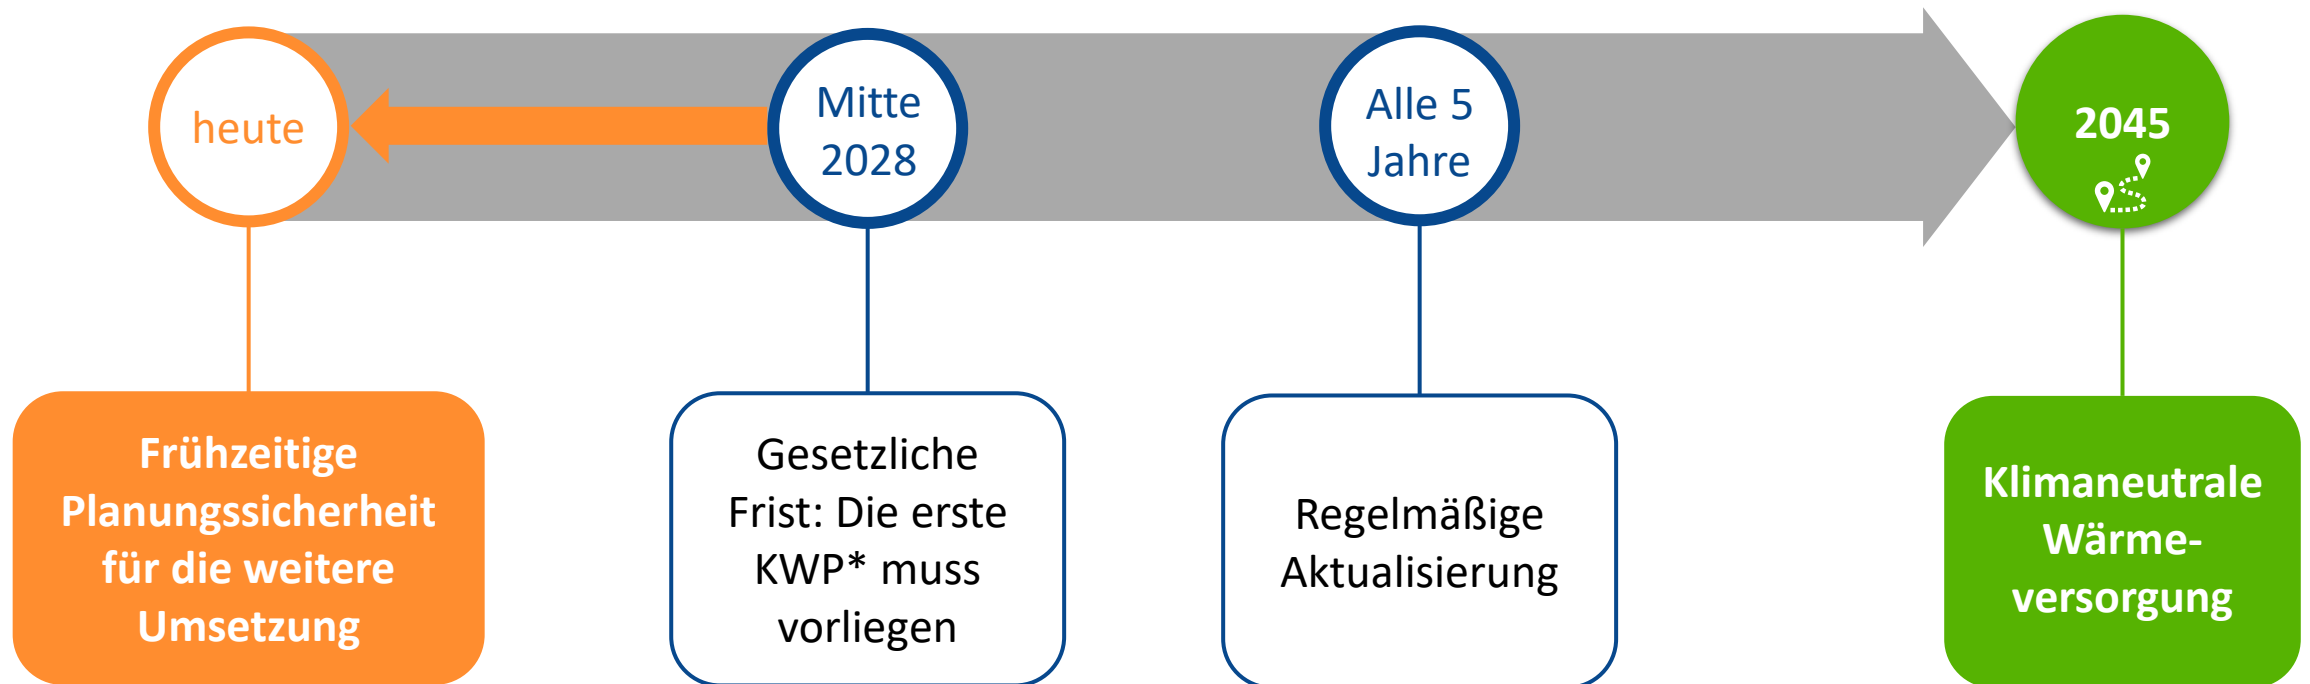 heute
Mitte
2028
Alle 5
Jahre
2045
Frühzeitige
Planungssicherheit
für die weitere
Umsetzung
Gesetzliche
Frist: Die erste
KWP* muss
vorliegen
Regelmäßige
Aktualisierung
Klimaneutrale
Wärme-
versorgung